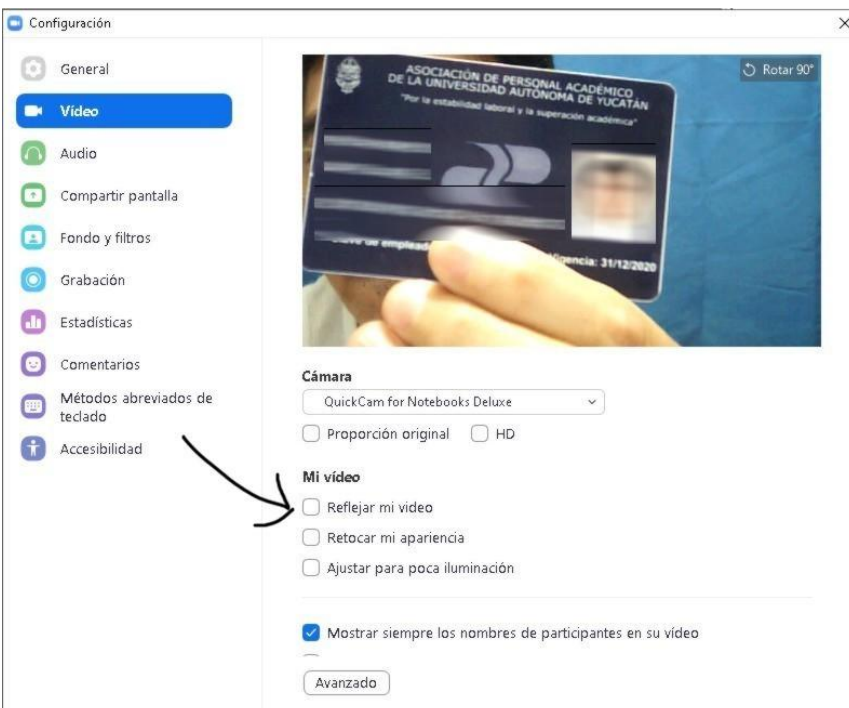 Configuración
General
Vídeo
Audio
Compartir pantalla
Fondo y filtros
Grabación
Estadísticas
Comentarios
Métodos abreviados de
teclado
Accesibilidad
ASOCIACIÓN DE PERSONAL ACADÉMICO
DE LA UNIVERSIDAD AUTÓNOMA DE YUCATÁN
"Por la estabilidad laboral y la superación académica"
de emplead
igencia: 31/12/2020
Rotar 90°
Cámara
QuickCam for Notebooks Deluxe
Proporción original
HD
Mi vídeo
Reflejar mi video
Retocar mi apariencia
Ajustar para poca iluminación
Mostrar siempre los nombres de participantes en su vídeo
Avanzado